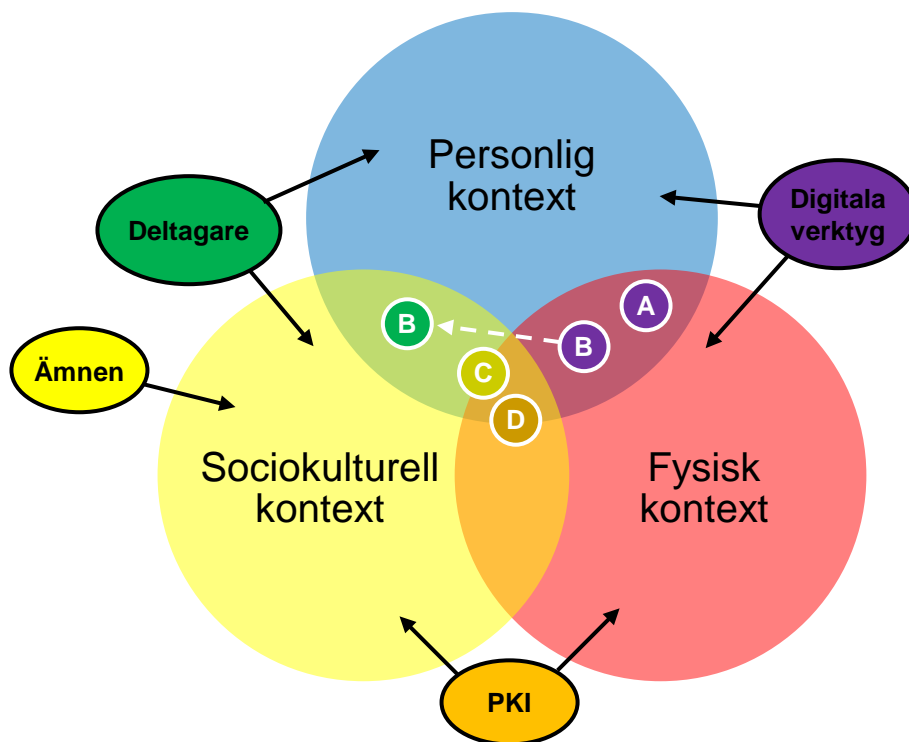 Personlig
kontext
Deltagare
Digitala
verktyg
A
B
B
C
D
Ämnen
Sociokulturell
kontext
Fysisk
kontext
PKI